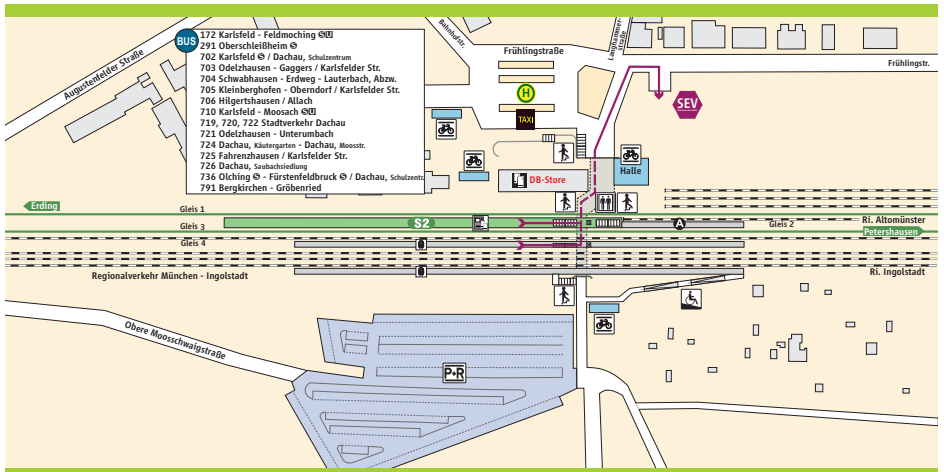 BUS
172 Karlsfeld - Feldmoching S U
291 Oberschleißheim S
702 Karlsfeld S / Dachau, Schulzentrum
703 Odelzhausen - Gaggers / Karlsfelder Str.
704 Schwabhausen - Erdweg - Lauterbach, Abzw.
705 Kleinberghofen - Oberndorf / Karlsfelder Str.
706 Hilgertshausen / Allach
710 Karlsfeld - Moosach S U
719, 720, 722 Stadtverkehr Dachau
721 Odelzhausen - Unterumbach
724 Dachau, Käutergarten - Dachau, Moosstr.
725 Fahrenzhausen / Karlsfelder Str.
726 Dachau, Saubachsiedlung
736 Olching S - Fürstenfeldbruck S / Dachau, Schulzentr.
791 Bergkirchen - Gröbenried
Augustenfelder Straße
Bahnhofstr.
Frühlingstraße
Langhammer-
straße
Frühlingstr.
H
TAXI
SEV
DB-Store
Halle
Erding
Gleis 1
S2
A
Gleis 2
Ri. Altomünster
Gleis 3
Petershausen
Gleis 4
Regionalverkehr München - Ingolstadt
Ri. Ingolstadt
Obere Moosschwaigstraße
P+R